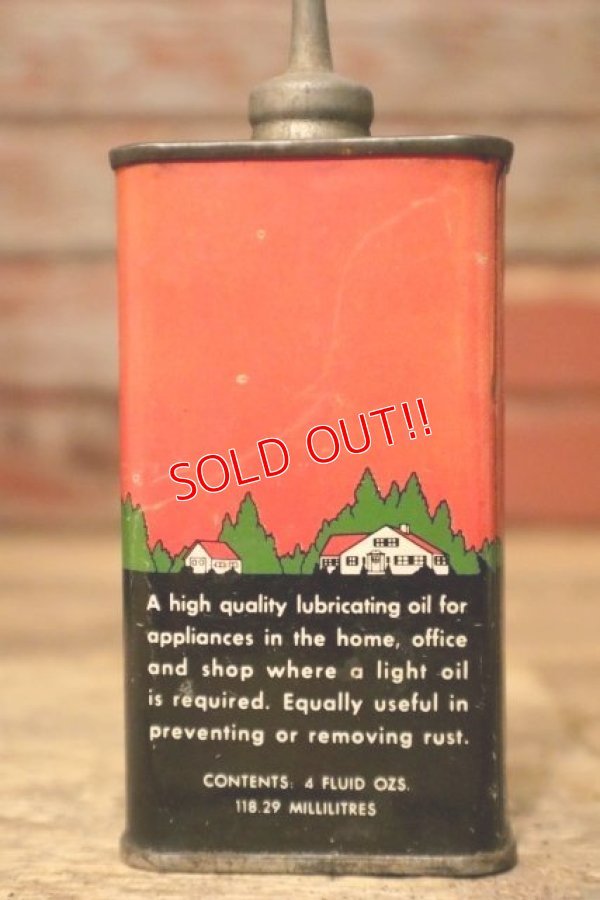 SOLD OUT!!
A high quality lubricating oil for
appliances in the home, office
and shop where a light oil
is required. Equally useful in
preventing or removing rust.
CONTENTS: 4 FLUID OZS.
118.29 MILLILITRES